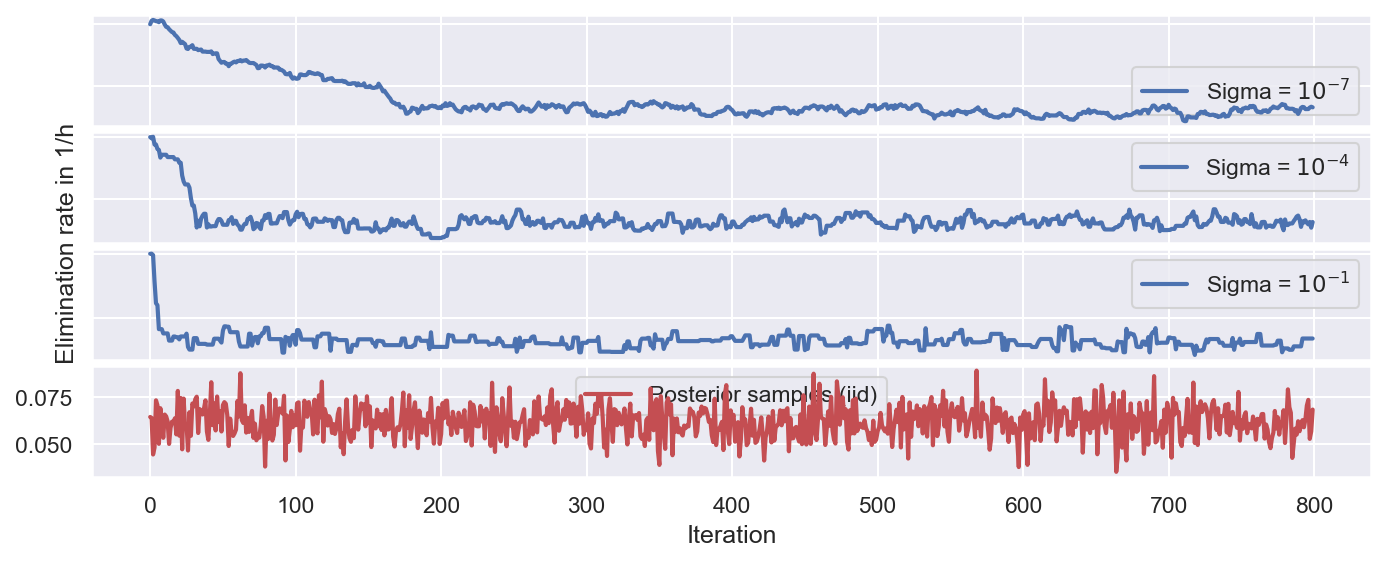 Elimination rate in 1/h
Sigma = 10⁻⁷
Sigma = 10⁻⁴
Sigma = 10⁻¹
Posterior samples (iid)
0.075
0.050
0 100 200 300 400 500 600 700 800
Iteration